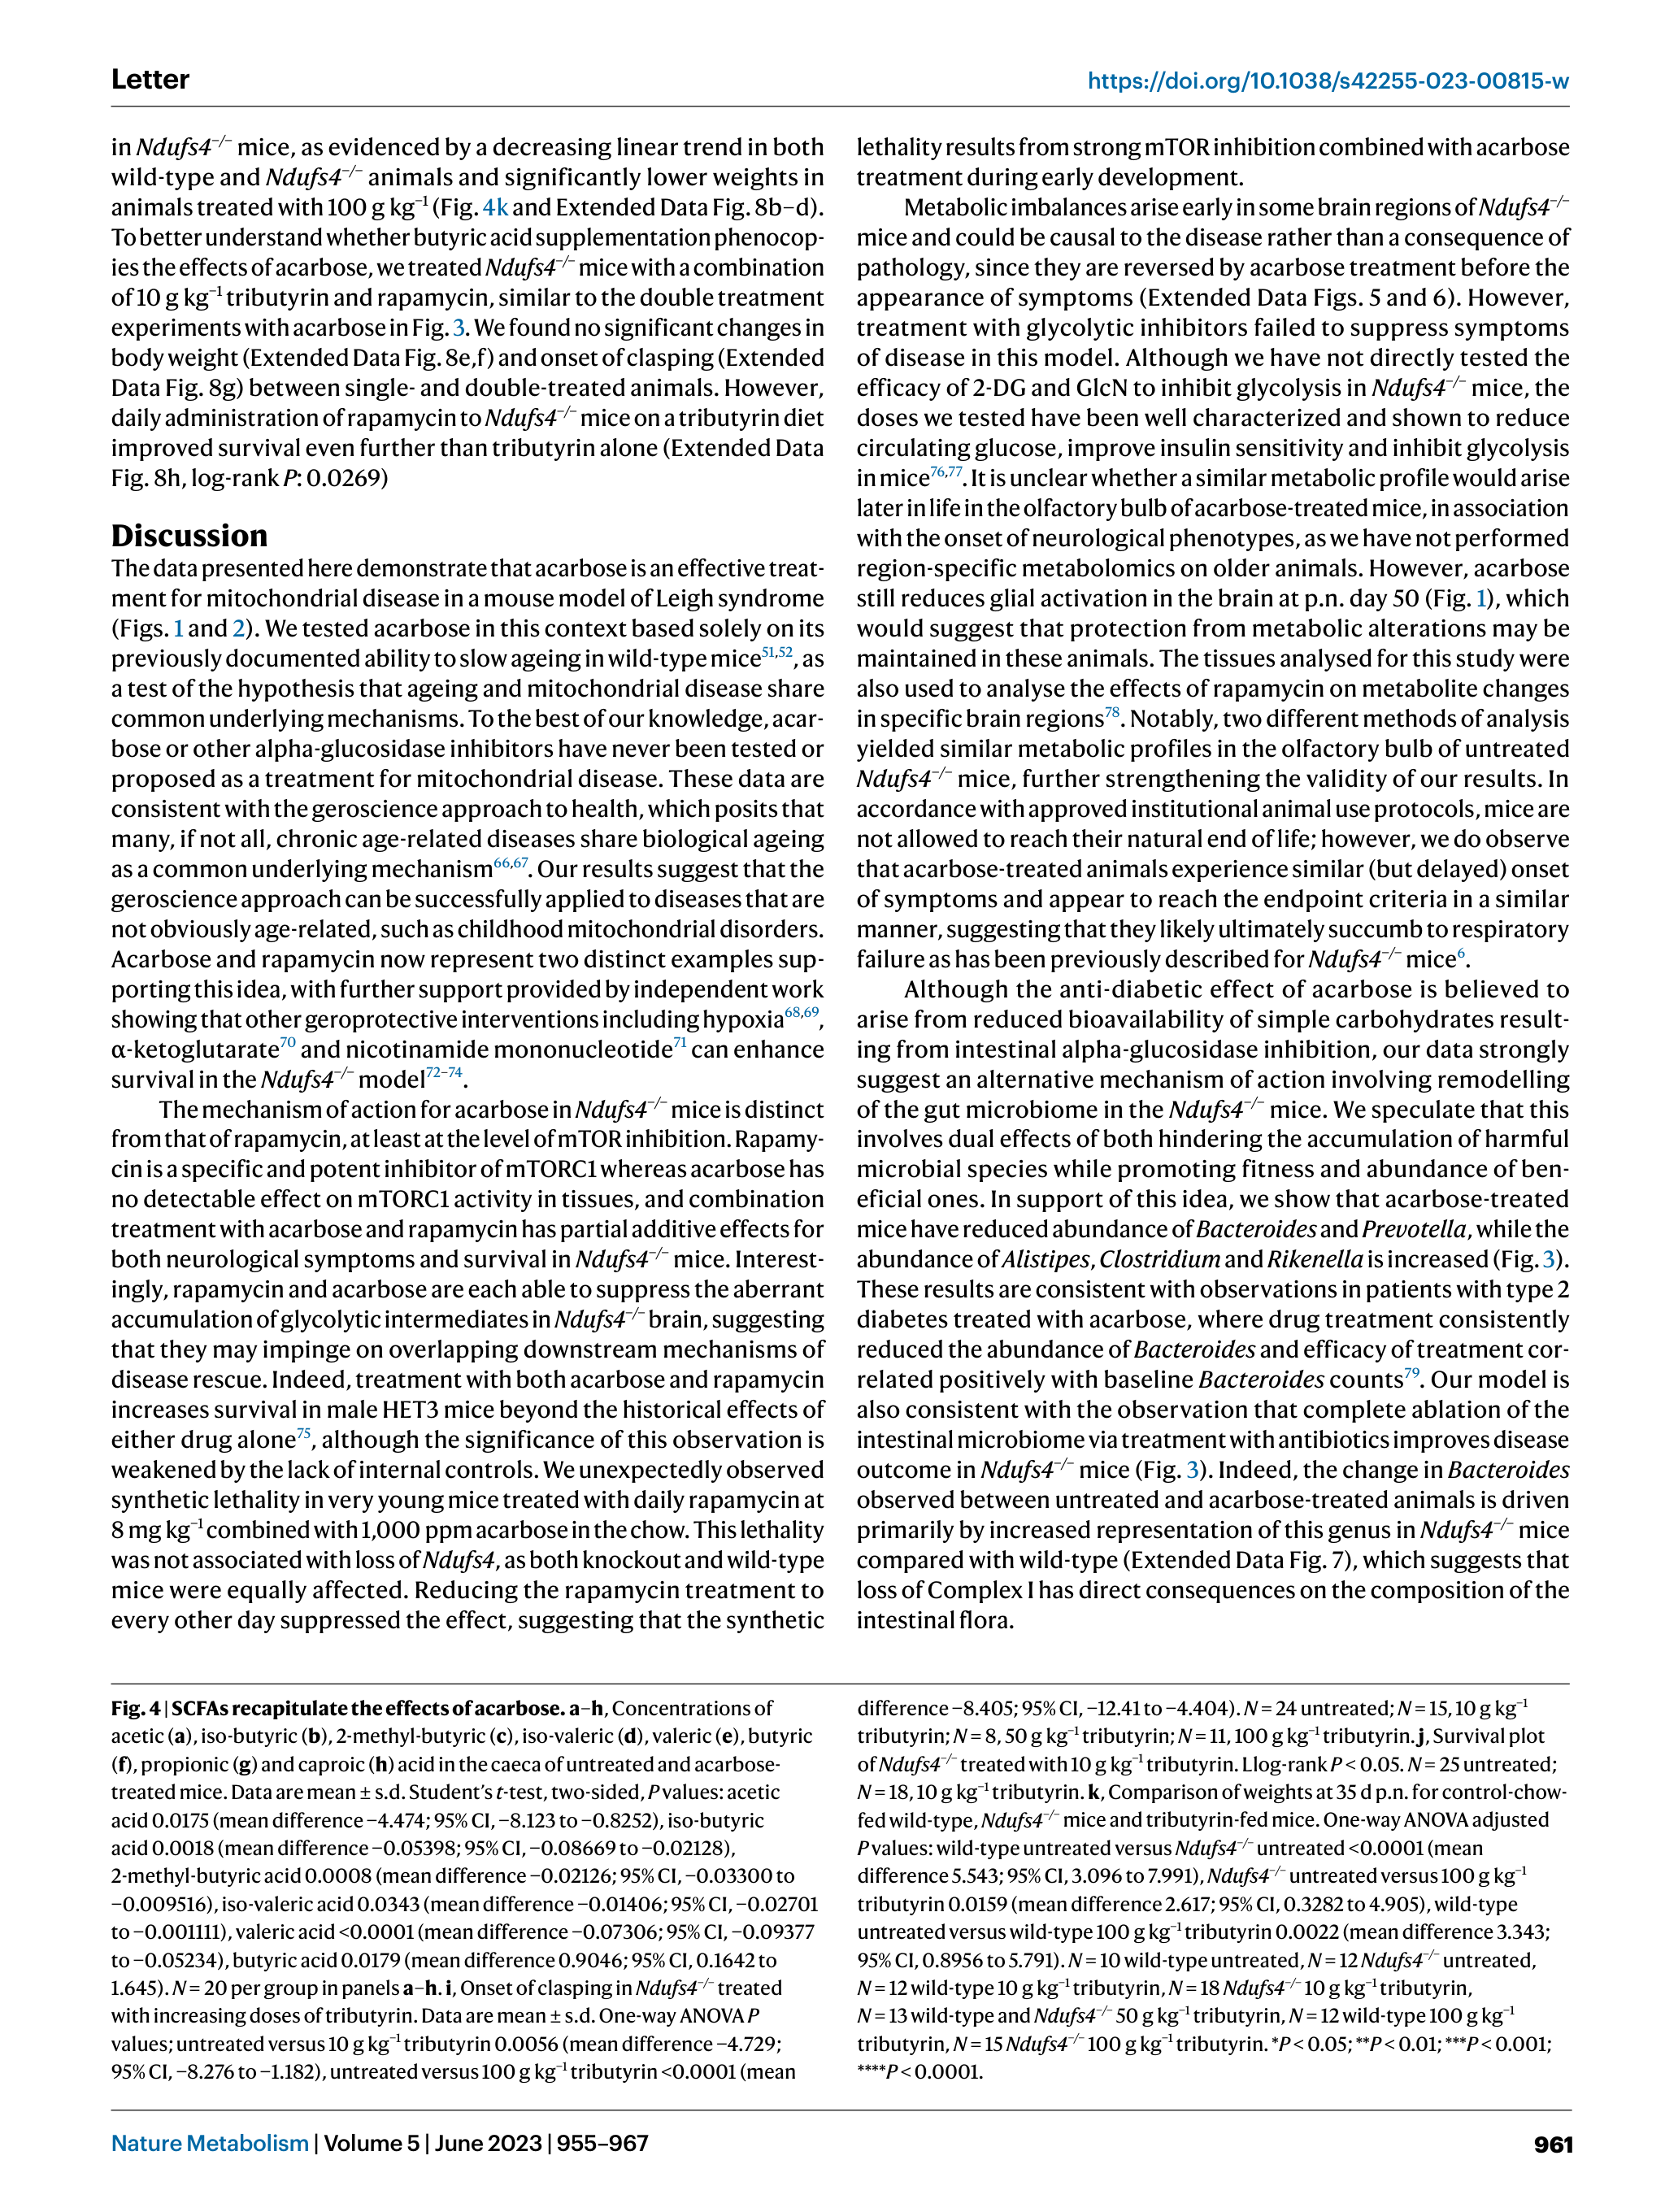 Letter
https://doi.org/10.1038/s42255-023-00815-w
in Ndufs4−/− mice, as evidenced by a decreasing linear trend in both
wild-type and Ndufs4−/− animals and significantly lower weights in
animals treated with 100 g kg−1 (Fig. 4k and Extended Data Fig. 8b–d).
To better understand whether butyric acid supplementation phenocop-
ies the effects of acarbose, we treated Ndufs4−/− mice with a combination
of 10 g kg−1 tributyrin and rapamycin, similar to the double treatment
experiments with acarbose in Fig. 3. We found no significant changes in
body weight (Extended Data Fig. 8e,f) and onset of clasping (Extended
Data Fig. 8g) between single- and double-treated animals. However,
daily administration of rapamycin to Ndufs4−/− mice on a tributyrin diet
improved survival even further than tributyrin alone (Extended Data
Fig. 8h, log-rank P: 0.0269)
Discussion
The data presented here demonstrate that acarbose is an effective treat-
ment for mitochondrial disease in a mouse model of Leigh syndrome
(Figs. 1 and 2). We tested acarbose in this context based solely on its
previously documented ability to slow ageing in wild-type mice51,52, as
a test of the hypothesis that ageing and mitochondrial disease share
common underlying mechanisms. To the best of our knowledge, acar-
bose or other alpha-glucosidase inhibitors have never been tested or
proposed as a treatment for mitochondrial disease. These data are
consistent with the geroscience approach to health, which posits that
many, if not all, chronic age-related diseases share biological ageing
as a common underlying mechanism66,67. Our results suggest that the
geroscience approach can be successfully applied to diseases that are
not obviously age-related, such as childhood mitochondrial disorders.
Acarbose and rapamycin now represent two distinct examples sup-
porting this idea, with further support provided by independent work
showing that other geroprotective interventions including hypoxia68,69,
α-ketoglutarate70 and nicotinamide mononucleotide71 can enhance
survival in the Ndufs4−/− model72–74.
The mechanism of action for acarbose in Ndufs4−/− mice is distinct
from that of rapamycin, at least at the level of mTOR inhibition. Rapamy-
cin is a specific and potent inhibitor of mTORC1 whereas acarbose has
no detectable effect on mTORC1 activity in tissues, and combination
treatment with acarbose and rapamycin has partial additive effects for
both neurological symptoms and survival in Ndufs4−/− mice. Interest-
ingly, rapamycin and acarbose are each able to suppress the aberrant
accumulation of glycolytic intermediates in Ndufs4−/− brain, suggesting
that they may impinge on overlapping downstream mechanisms of
disease rescue. Indeed, treatment with both acarbose and rapamycin
increases survival in male HET3 mice beyond the historical effects of
either drug alone75, although the significance of this observation is
weakened by the lack of internal controls. We unexpectedly observed
synthetic lethality in very young mice treated with daily rapamycin at
8 mg kg−1 combined with 1,000 ppm acarbose in the chow. This lethality
was not associated with loss of Ndufs4, as both knockout and wild-type
mice were equally affected. Reducing the rapamycin treatment to
every other day suppressed the effect, suggesting that the synthetic
lethality results from strong mTOR inhibition combined with acarbose
treatment during early development.
Metabolic imbalances arise early in some brain regions of Ndufs4−/−
mice and could be causal to the disease rather than a consequence of
pathology, since they are reversed by acarbose treatment before the
appearance of symptoms (Extended Data Figs. 5 and 6). However,
treatment with glycolytic inhibitors failed to suppress symptoms
of disease in this model. Although we have not directly tested the
efficacy of 2-DG and GlcN to inhibit glycolysis in Ndufs4−/− mice, the
doses we tested have been well characterized and shown to reduce
circulating glucose, improve insulin sensitivity and inhibit glycolysis
in mice76,77. It is unclear whether a similar metabolic profile would arise
later in life in the olfactory bulb of acarbose-treated mice, in association
with the onset of neurological phenotypes, as we have not performed
region-specific metabolomics on older animals. However, acarbose
still reduces glial activation in the brain at p.n. day 50 (Fig. 1), which
would suggest that protection from metabolic alterations may be
maintained in these animals. The tissues analysed for this study were
also used to analyse the effects of rapamycin on metabolite changes
in specific brain regions78. Notably, two different methods of analysis
yielded similar metabolic profiles in the olfactory bulb of untreated
Ndufs4−/− mice, further strengthening the validity of our results. In
accordance with approved institutional animal use protocols, mice are
not allowed to reach their natural end of life; however, we do observe
that acarbose-treated animals experience similar (but delayed) onset
of symptoms and appear to reach the endpoint criteria in a similar
manner, suggesting that they likely ultimately succumb to respiratory
failure as has been previously described for Ndufs4−/− mice6.
Although the anti-diabetic effect of acarbose is believed to
arise from reduced bioavailability of simple carbohydrates result-
ing from intestinal alpha-glucosidase inhibition, our data strongly
suggest an alternative mechanism of action involving remodelling
of the gut microbiome in the Ndufs4−/− mice. We speculate that this
involves dual effects of both hindering the accumulation of harmful
microbial species while promoting fitness and abundance of ben-
eficial ones. In support of this idea, we show that acarbose-treated
mice have reduced abundance of Bacteroides and Prevotella, while the
abundance of Alistipes, Clostridium and Rikenella is increased (Fig. 3).
These results are consistent with observations in patients with type 2
diabetes treated with acarbose, where drug treatment consistently
reduced the abundance of Bacteroides and efficacy of treatment cor-
related positively with baseline Bacteroides counts79. Our model is
also consistent with the observation that complete ablation of the
intestinal microbiome via treatment with antibiotics improves disease
outcome in Ndufs4−/− mice (Fig. 3). Indeed, the change in Bacteroides
observed between untreated and acarbose-treated animals is driven
primarily by increased representation of this genus in Ndufs4−/− mice
compared with wild-type (Extended Data Fig. 7), which suggests that
loss of Complex I has direct consequences on the composition of the
intestinal flora.
Fig. 4 | SCFAs recapitulate the effects of acarbose. a–h, Concentrations of
acetic (a), iso-butyric (b), 2-methyl-butyric (c), iso-valeric (d), valeric (e), butyric
(f), propionic (g) and caproic (h) acid in the caeca of untreated and acarbose-
treated mice. Data are mean ± s.d. Student’s t-test, two-sided, P values: acetic
acid 0.0175 (mean difference −4.474; 95% CI, −8.123 to −0.8252), iso-butyric
acid 0.0018 (mean difference −0.05398; 95% CI, −0.08669 to −0.02128),
2-methyl-butyric acid 0.0008 (mean difference −0.02126; 95% CI, −0.03300 to
−0.009516), iso-valeric acid 0.0343 (mean difference −0.01406; 95% CI, −0.02701
to −0.001111), valeric acid <0.0001 (mean difference −0.07306; 95% CI, −0.09377
to −0.05234), butyric acid 0.0179 (mean difference 0.9046; 95% CI, 0.1642 to
1.645). N = 20 per group in panels a–h. i, Onset of clasping in Ndufs4−/− treated
with increasing doses of tributyrin. Data are mean ± s.d. One-way ANOVA P
values; untreated versus 10 g kg−1 tributyrin 0.0056 (mean difference −4.729;
95% CI, −8.276 to −1.182), untreated versus 100 g kg−1 tributyrin <0.0001 (mean
difference −8.405; 95% CI, −12.41 to −4.404). N = 24 untreated; N = 15, 10 g kg−1
tributyrin; N = 8, 50 g kg−1 tributyrin; N = 11, 100 g kg−1 tributyrin. j, Survival plot
of Ndufs4−/− treated with 10 g kg−1 tributyrin. Llog-rank P < 0.05. N = 25 untreated;
N = 18, 10 g kg−1 tributyrin. k, Comparison of weights at 35 d p.n. for control-chow-
fed wild-type, Ndufs4−/− mice and tributyrin-fed mice. One-way ANOVA adjusted
P values: wild-type untreated versus Ndufs4−/− untreated <0.0001 (mean
difference 5.543; 95% CI, 3.096 to 7.991), Ndufs4−/− untreated versus 100 g kg−1
tributyrin 0.0159 (mean difference 2.617; 95% CI, 0.3282 to 4.905), wild-type
untreated versus wild-type 100 g kg−1 tributyrin 0.0022 (mean difference 3.343;
95% CI, 0.8956 to 5.791). N = 10 wild-type untreated, N = 12 Ndufs4−/− untreated,
N = 12 wild-type 10 g kg−1 tributyrin, N = 18 Ndufs4−/− 10 g kg−1 tributyrin,
N = 13 wild-type and Ndufs4−/− 50 g kg−1 tributyrin, N = 12 wild-type 100 g kg−1
tributyrin, N = 15 Ndufs4−/− 100 g kg−1 tributyrin. *P < 0.05; **P < 0.01; ***P < 0.001;
****P < 0.0001.
Nature Metabolism | Volume 5 | June 2023 | 955–967
961